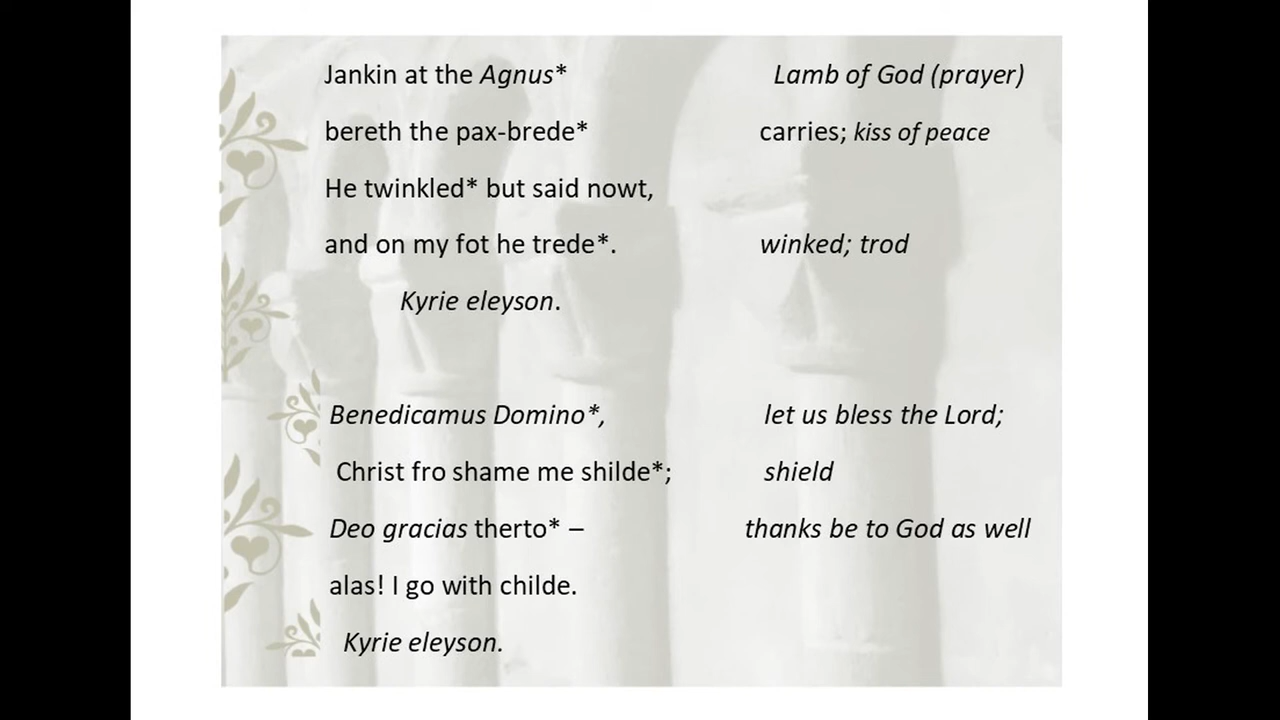 Jankin at the Agnus* Lamb of God (prayer)
bereth the pax-brede* carries; kiss of peace
He twinkled* but said nowt,
and on my fot he trede*. winked; trod
Kyrie eleyson.
Benedicamus Domino*, let us bless the Lord;
Christ fro shame me shilde*; shield
Deo gracias therto* – thanks be to God as well
alas! I go with childe.
Kyrie eleyson.